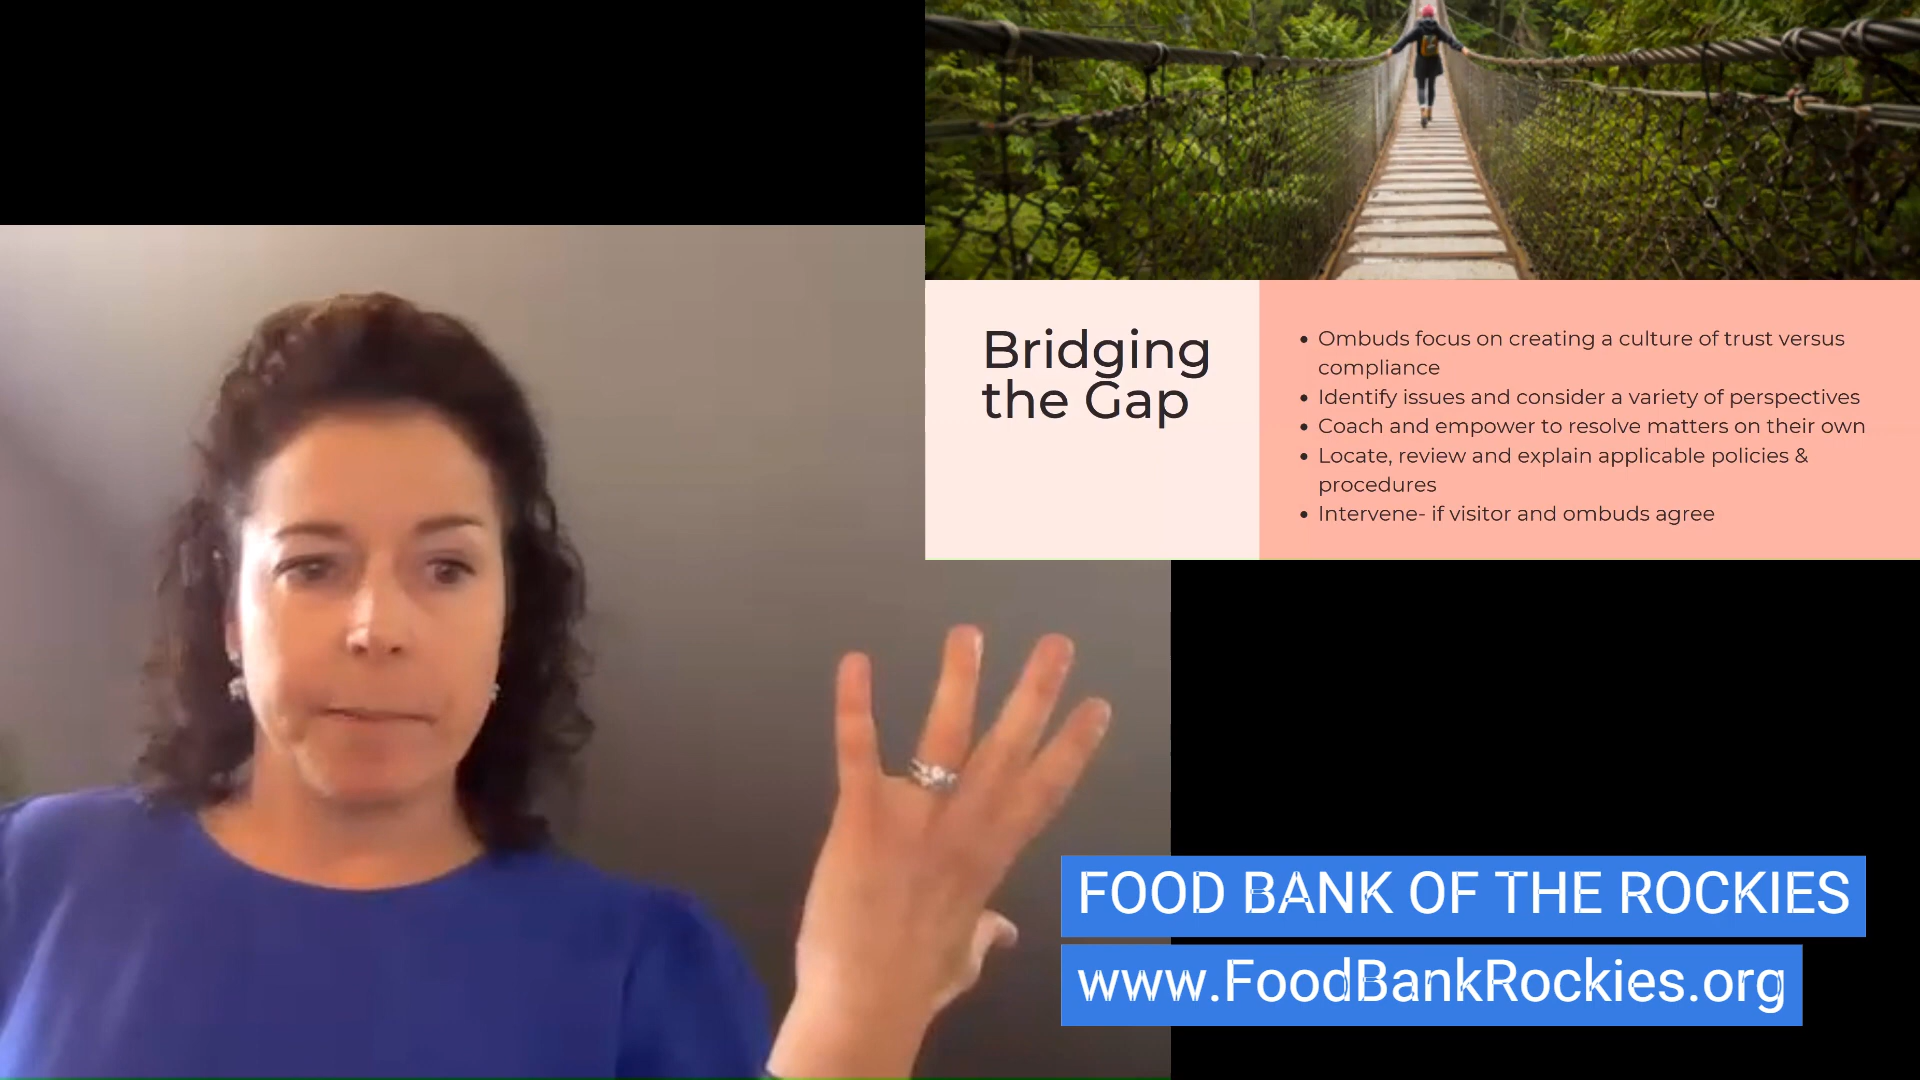 Bridging
the Gap
• Ombuds focus on creating a culture of trust versus
compliance
• Identify issues and consider a variety of perspectives
• Coach and empower to resolve matters on their own
• Locate, review and explain applicable policies &
procedures
• Intervene- if visitor and ombuds agree
FOOD BANK OF THE ROCKIES
www.FoodBankRockies.org